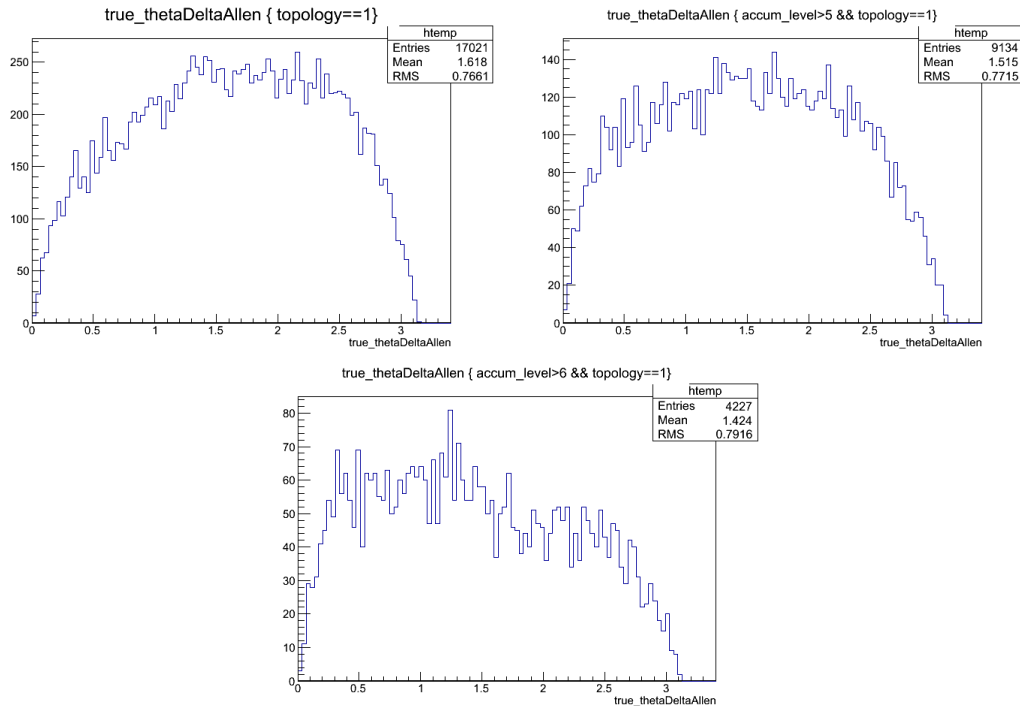 true_thetaDeltaAllen { topology==1}
htemp
Entries 17021
Mean 1.618
RMS 0.7661
250
200
150
100
50
0
0 0.5 1 1.5 2 2.5 3
true_thetaDeltaAllen
true_thetaDeltaAllen { accum_level>5 && topology==1}
htemp
Entries 9134
Mean 1.515
RMS 0.7715
140
120
100
80
60
40
20
0
0 0.5 1 1.5 2 2.5 3
true_thetaDeltaAllen
true_thetaDeltaAllen { accum_level>6 && topology==1}
htemp
Entries 4227
Mean 1.424
RMS 0.7916
80
70
60
50
40
30
20
10
0
0 0.5 1 1.5 2 2.5 3
true_thetaDeltaAllen